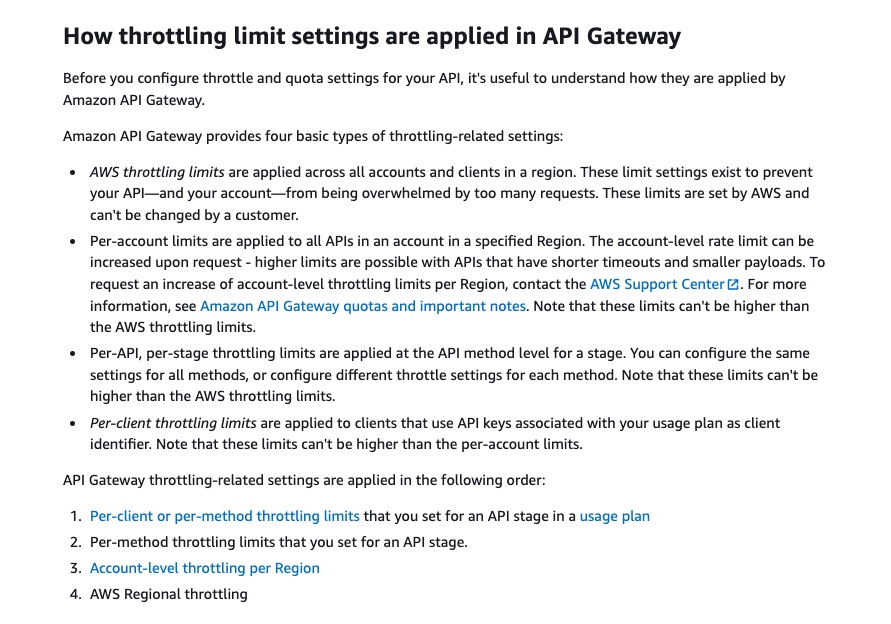 How throttling limit settings are applied in API Gateway
Before you configure throttle and quota settings for your API, it's useful to understand how they are applied by
Amazon API Gateway.
Amazon API Gateway provides four basic types of throttling-related settings:
• AWS throttling limits are applied across all accounts and clients in a region. These limit settings exist to prevent
your API—and your account—from being overwhelmed by too many requests. These limits are set by AWS and
can't be changed by a customer.
• Per-account limits are applied to all APIs in an account in a specified Region. The account-level rate limit can be
increased upon request - higher limits are possible with APIs that have shorter timeouts and smaller payloads. To
request an increase of account-level throttling limits per Region, contact the AWS Support Center. For more
information, see Amazon API Gateway quotas and important notes. Note that these limits can't be higher than
the AWS throttling limits.
• Per-API, per-stage throttling limits are applied at the API method level for a stage. You can configure the same
settings for all methods, or configure different throttle settings for each method. Note that these limits can't be
higher than the AWS throttling limits.
• Per-client throttling limits are applied to clients that use API keys associated with your usage plan as client
identifier. Note that these limits can't be higher than the per-account limits.
API Gateway throttling-related settings are applied in the following order:
1. Per-client or per-method throttling limits that you set for an API stage in a usage plan
2. Per-method throttling limits that you set for an API stage.
3. Account-level throttling per Region
4. AWS Regional throttling